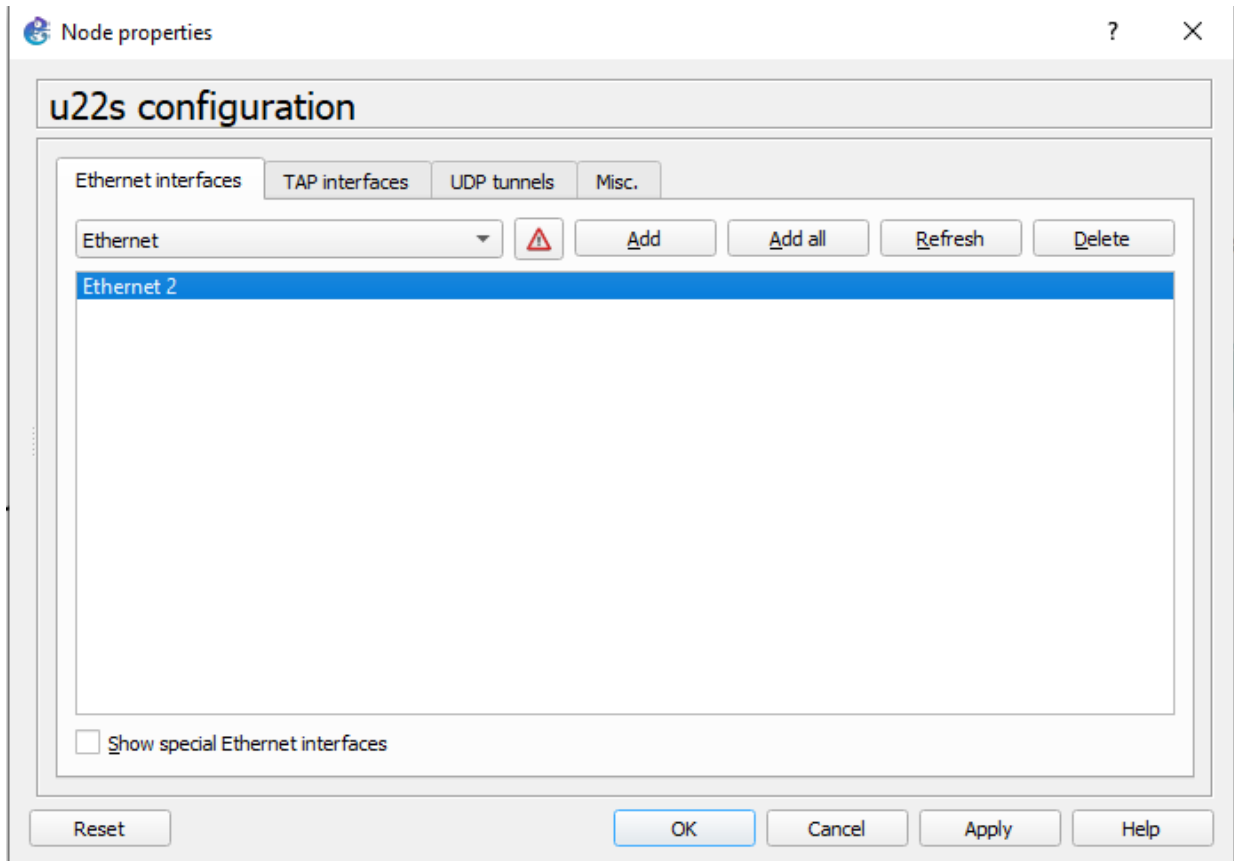 Node properties ?
u22s configuration
Ethernet interfaces TAP interfaces UDP tunnels Misc.
Ethernet Add Add all Refresh Delete
Ethernet 2
Show special Ethernet interfaces
Reset OK Cancel Apply Help